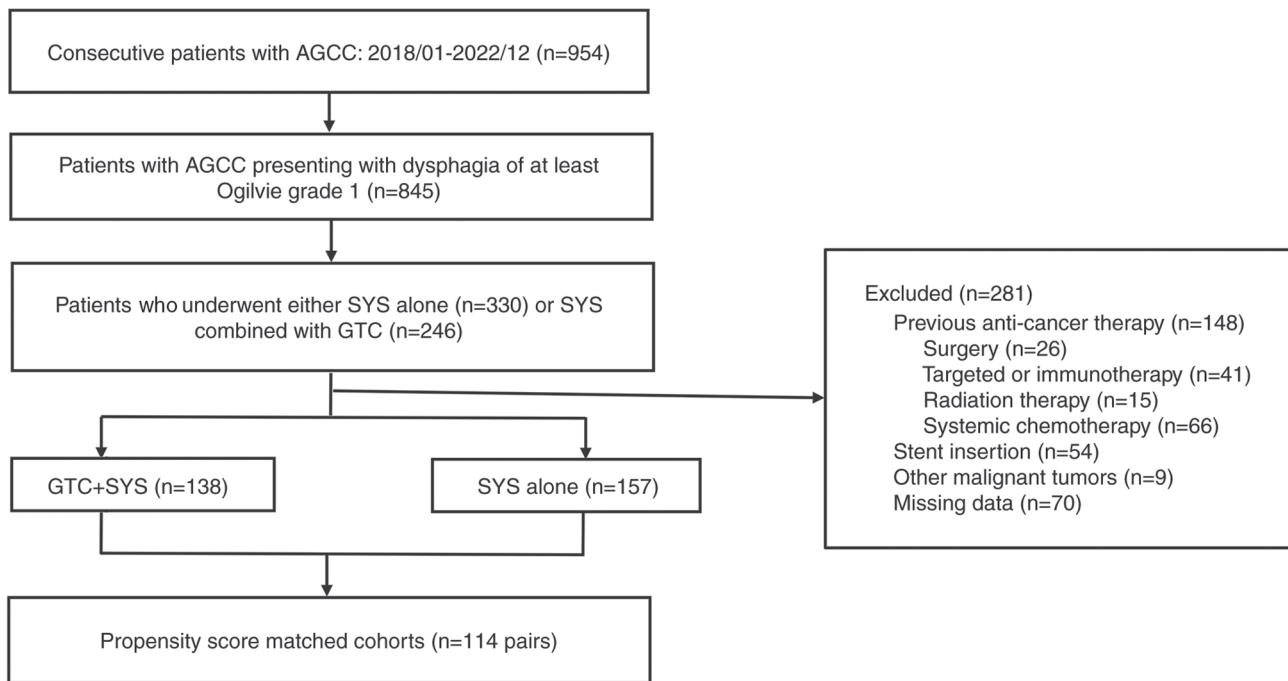 Consecutive patients with AGCC: 2018/01-2022/12 (n=954)
Patients with AGCC presenting with dysphagia of at least
Ogilvie grade 1 (n=845)
Patients who underwent either SYS alone (n=330) or SYS
combined with GTC (n=246)
Excluded (n=281)
Previous anti-cancer therapy (n=148)
Surgery (n=26)
Targeted or immunotherapy (n=41)
Radiation therapy (n=15)
Systemic chemotherapy (n=66)
Stent insertion (n=54)
Other malignant tumors (n=9)
Missing data (n=70)
GTC+SYS (n=138)
SYS alone (n=157)
Propensity score matched cohorts (n=114 pairs)